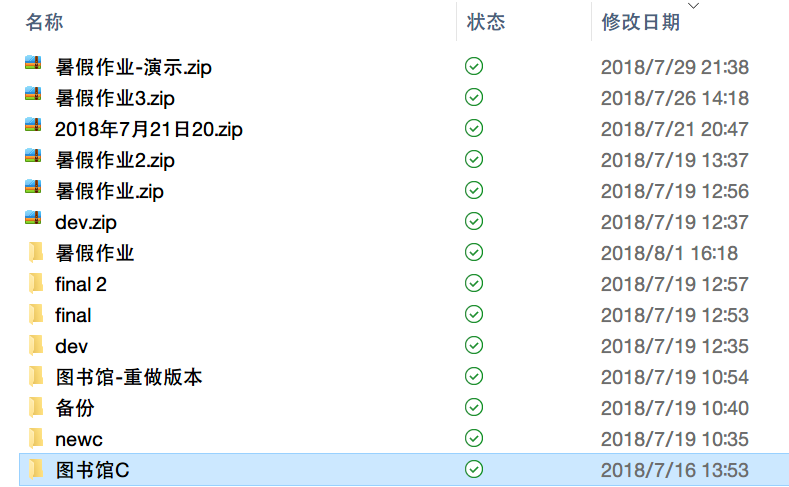 名称 状态 修改日期
暑假作业-演示.zip 2018/7/29 21:38
暑假作业3.zip 2018/7/26 14:18
2018年7月21日20.zip 2018/7/21 20:47
暑假作业2.zip 2018/7/19 13:37
暑假作业.zip 2018/7/19 12:56
dev.zip 2018/7/19 12:37
暑假作业 2018/8/1 16:18
final 2 2018/7/19 12:57
final 2018/7/19 12:53
dev 2018/7/19 12:35
图书馆-重做版本 2018/7/19 10:54
备份 2018/7/19 10:40
newc 2018/7/19 10:35
图书馆C 2018/7/16 13:53